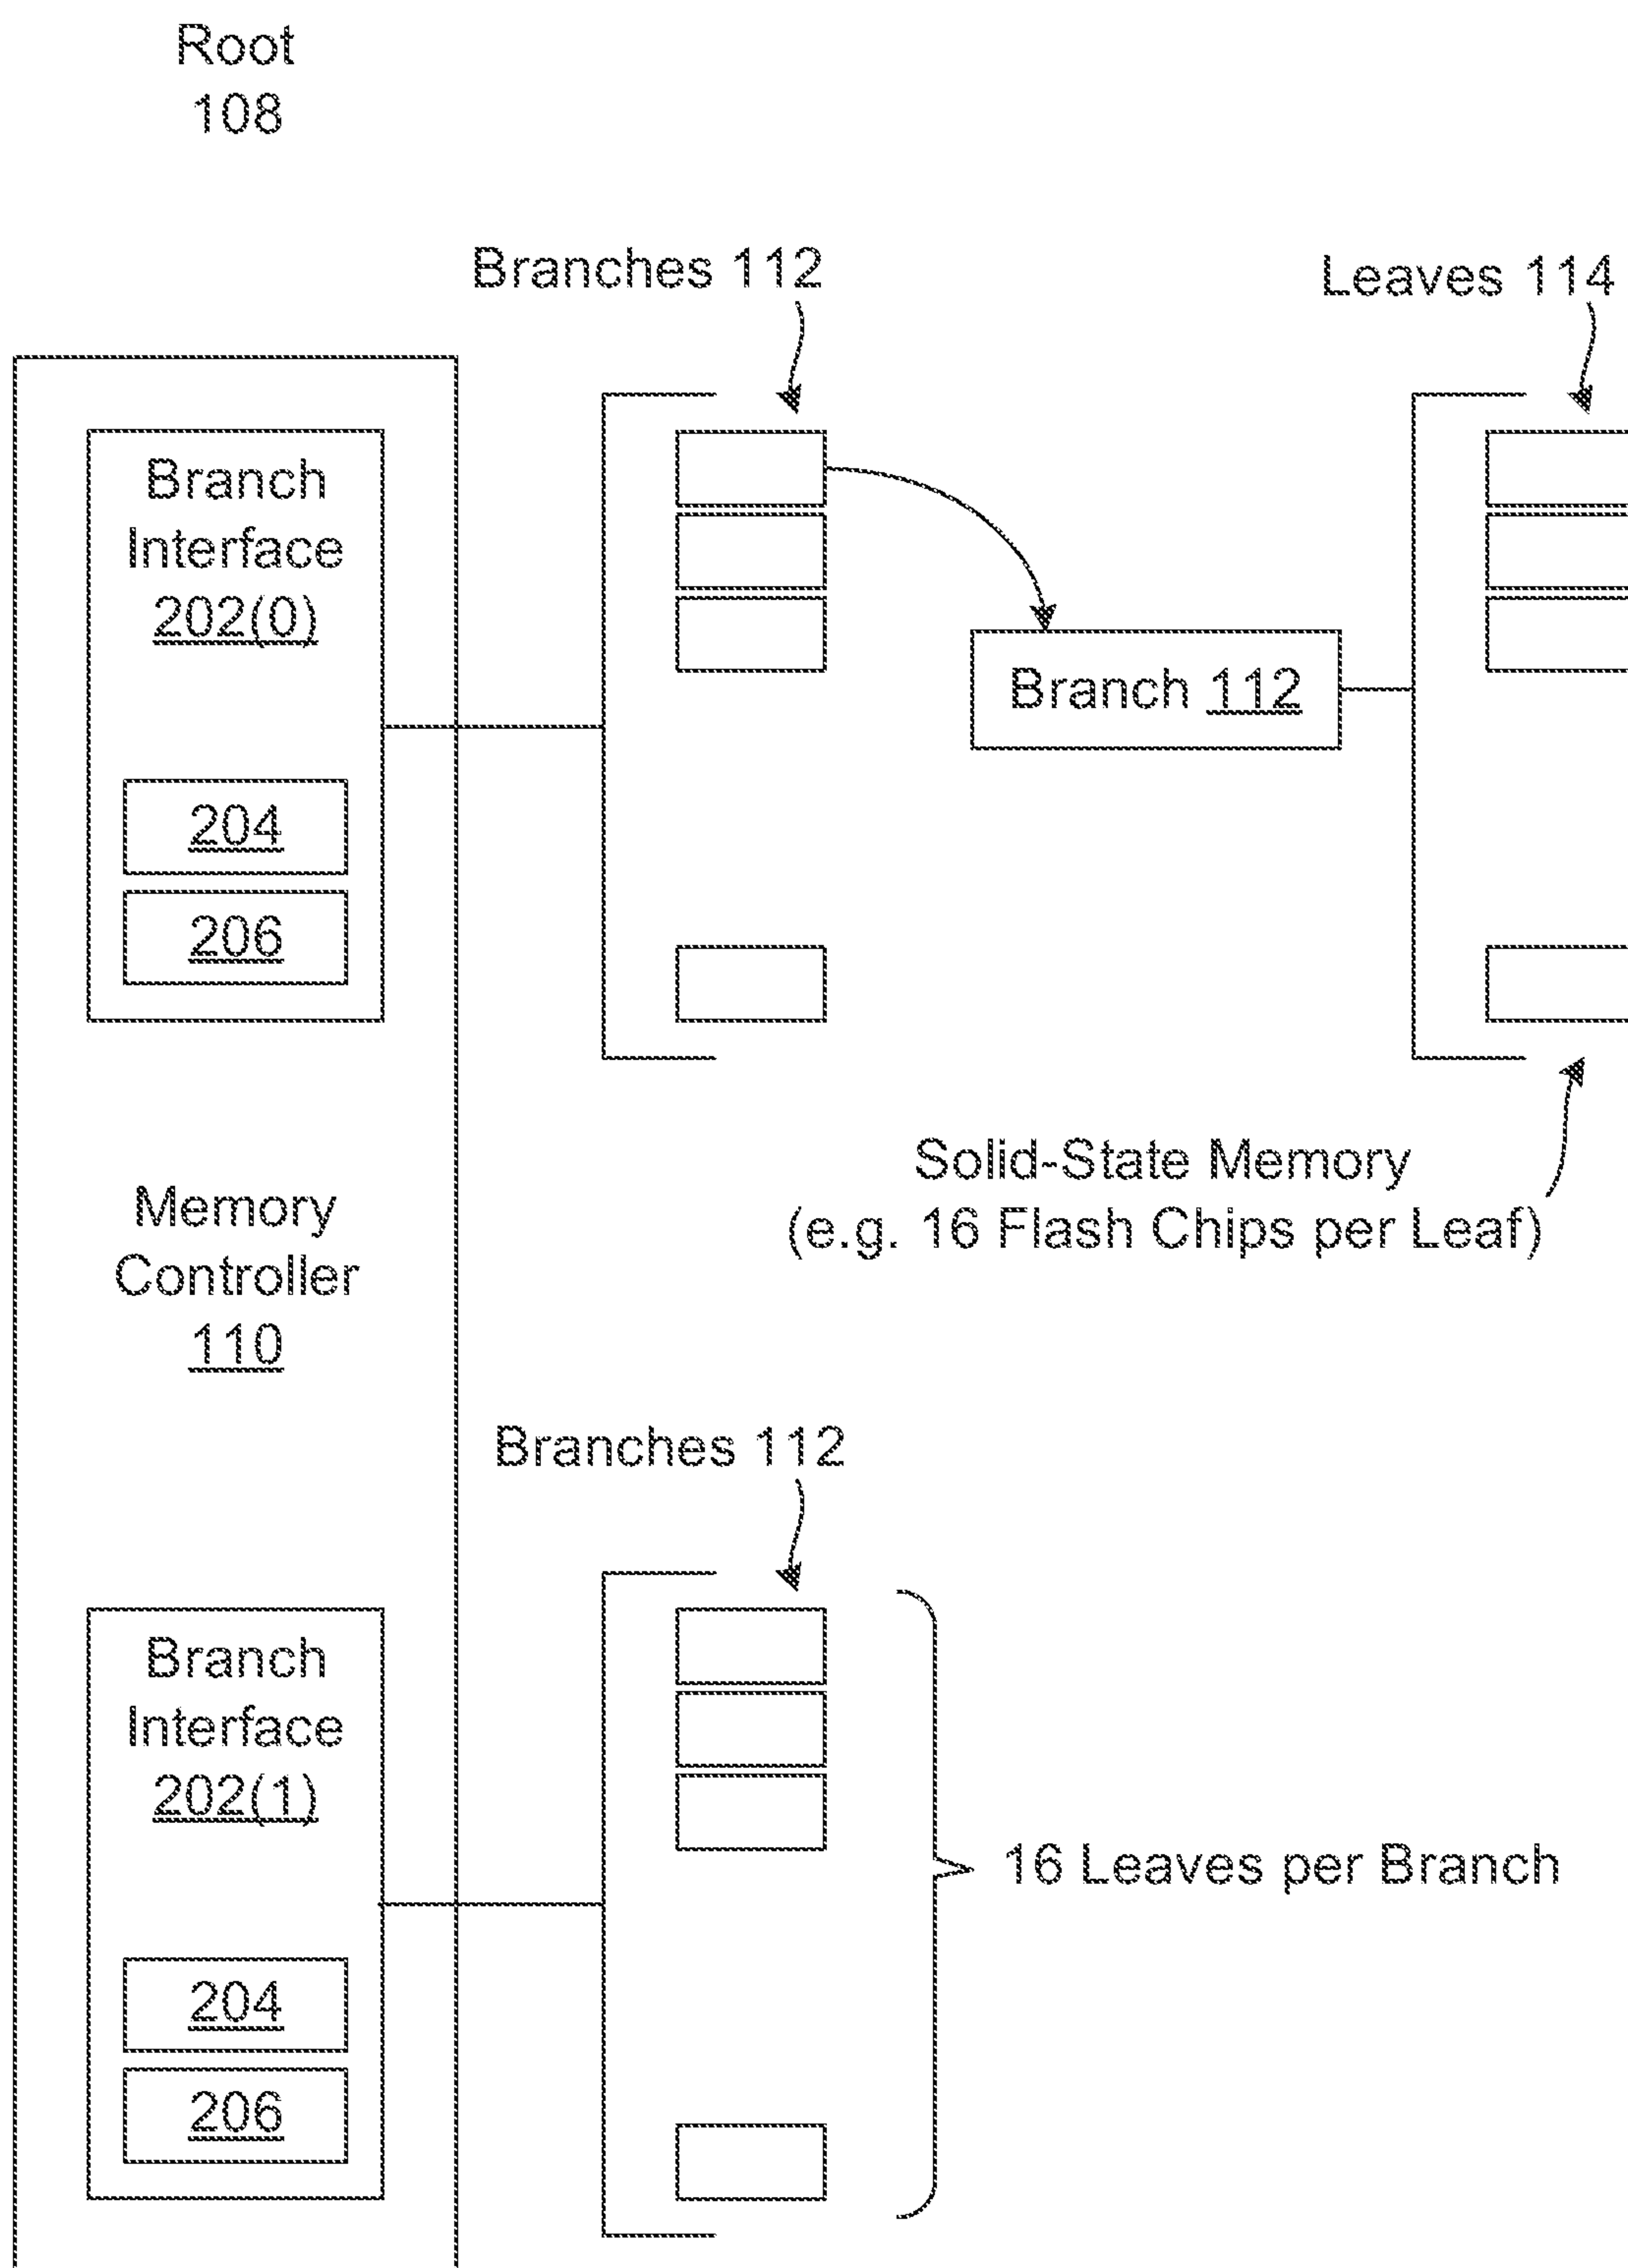 Root
108
Branches 112
Leaves 114
Branch
Interface
202(0)
Branch 112
204
206
Solid-State Memory
(e.g. 16 Flash Chips per Leaf)
Memory
Controller
110
Branches 112
Branch
Interface
202(1)
16 Leaves per Branch
204
206